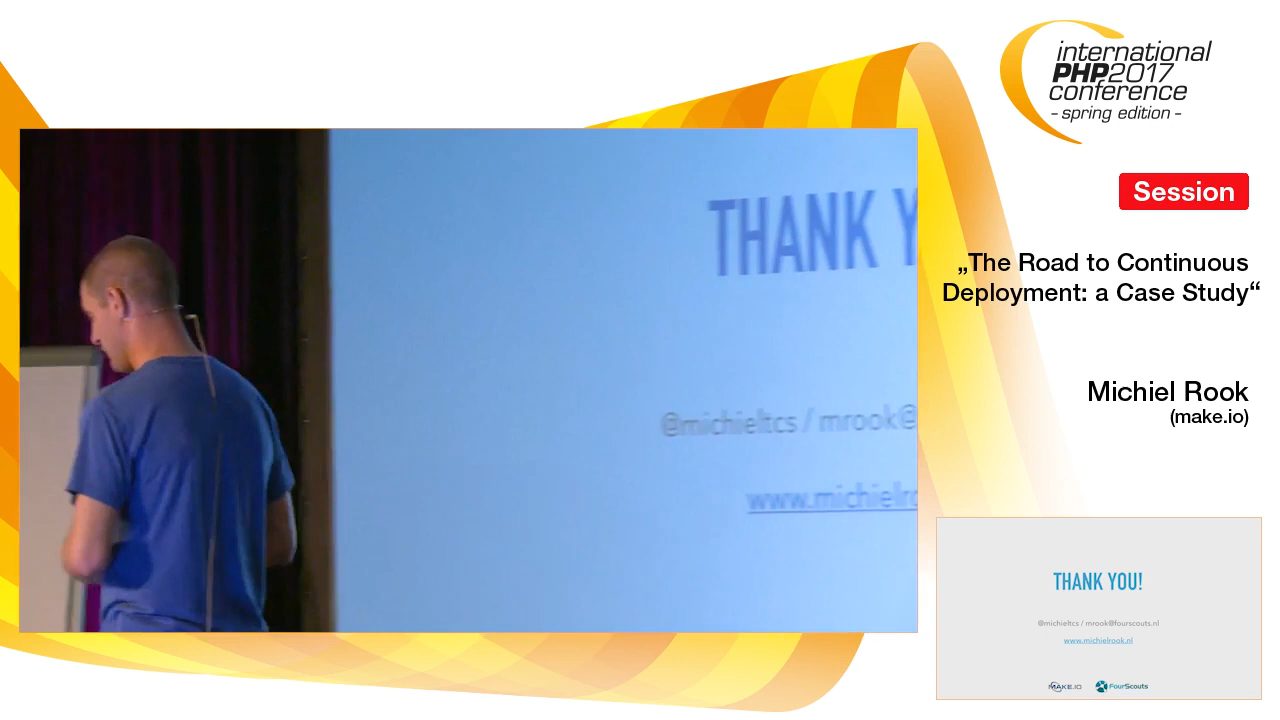 international
PHP2017
conference
- spring edition -
Session
„The Road to Continuous
Deployment: a Case Study“
Michiel Rook
(make.io)
THANK Y
@michieltcs / mrook@
www.michielro
THANK YOU!
@michieltcs / mrook@fourscouts.nl
www.michielrook.nl
MAKE.IO FourScouts